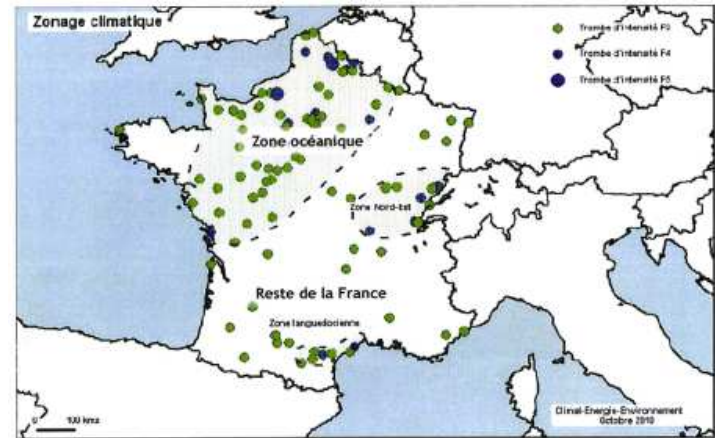 Zonage climatique
Trombe d'intensité F3
Trombe d'intensité F4
Trombe d'intensité F5
Zone océanique
Zone Nord-Est
Reste de la France
Zone languedocienne
0 100 kms
Climat-Energie-Environnement
Octobre 2010